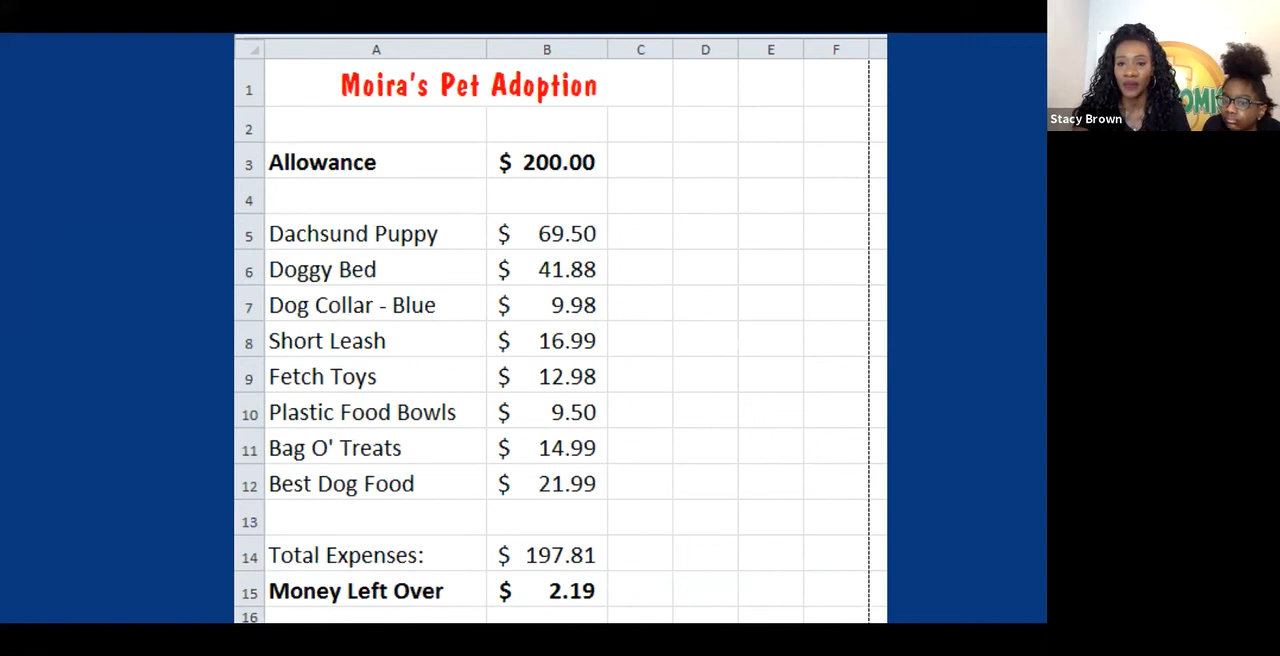 A B C D E F
1 Moira's Pet Adoption
2
3 Allowance $ 200.00
4
5 Dachsund Puppy $ 69.50
6 Doggy Bed $ 41.88
7 Dog Collar - Blue $ 9.98
8 Short Leash $ 16.99
9 Fetch Toys $ 12.98
10 Plastic Food Bowls $ 9.50
11 Bag O' Treats $ 14.99
12 Best Dog Food $ 21.99
13
14 Total Expenses: $ 197.81
15 Money Left Over $ 2.19
16
Stacy Brown